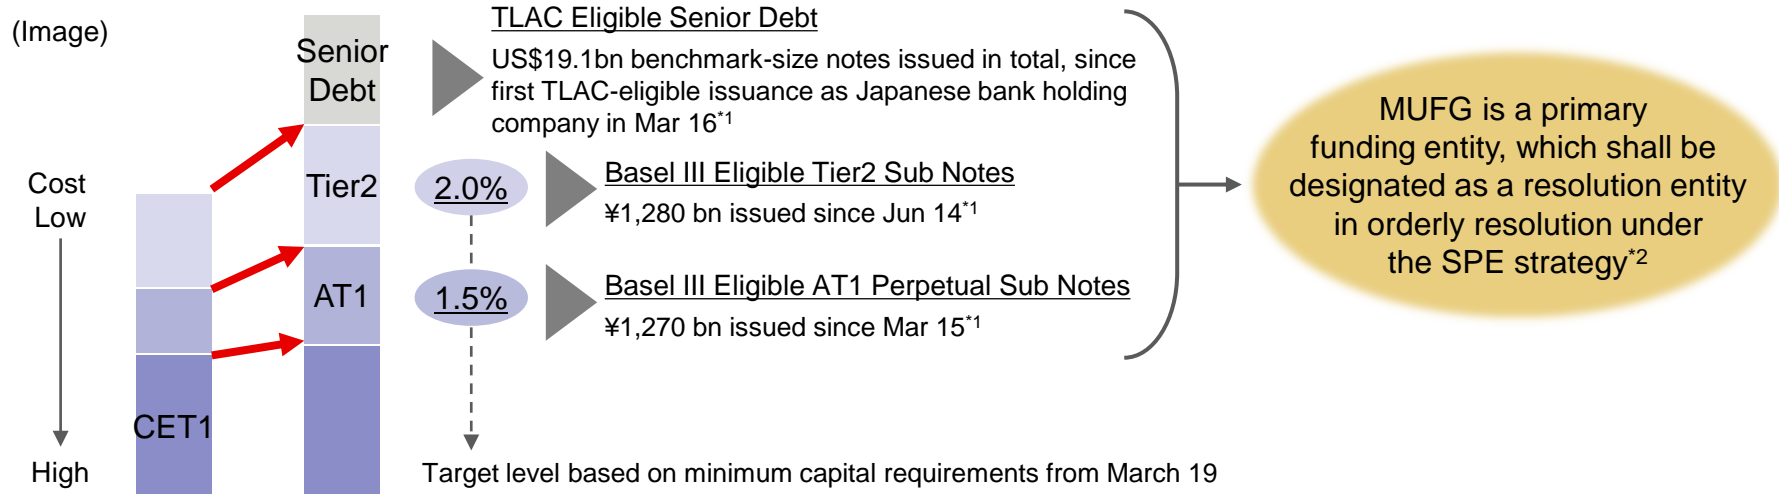 (Image)
Cost
Low
High
CET1
Senior
Debt
Tier2
AT1
TLAC Eligible Senior Debt
US$19.1bn benchmark-size notes issued in total, since
first TLAC-eligible issuance as Japanese bank holding
company in Mar 16*1
2.0%
Basel III Eligible Tier2 Sub Notes
¥1,280 bn issued since Jun 14*1
1.5%
Basel III Eligible AT1 Perpetual Sub Notes
¥1,270 bn issued since Mar 15*1
Target level based on minimum capital requirements from March 19
MUFG is a primary
funding entity, which shall be
designated as a resolution entity
in orderly resolution under
the SPE strategy*2